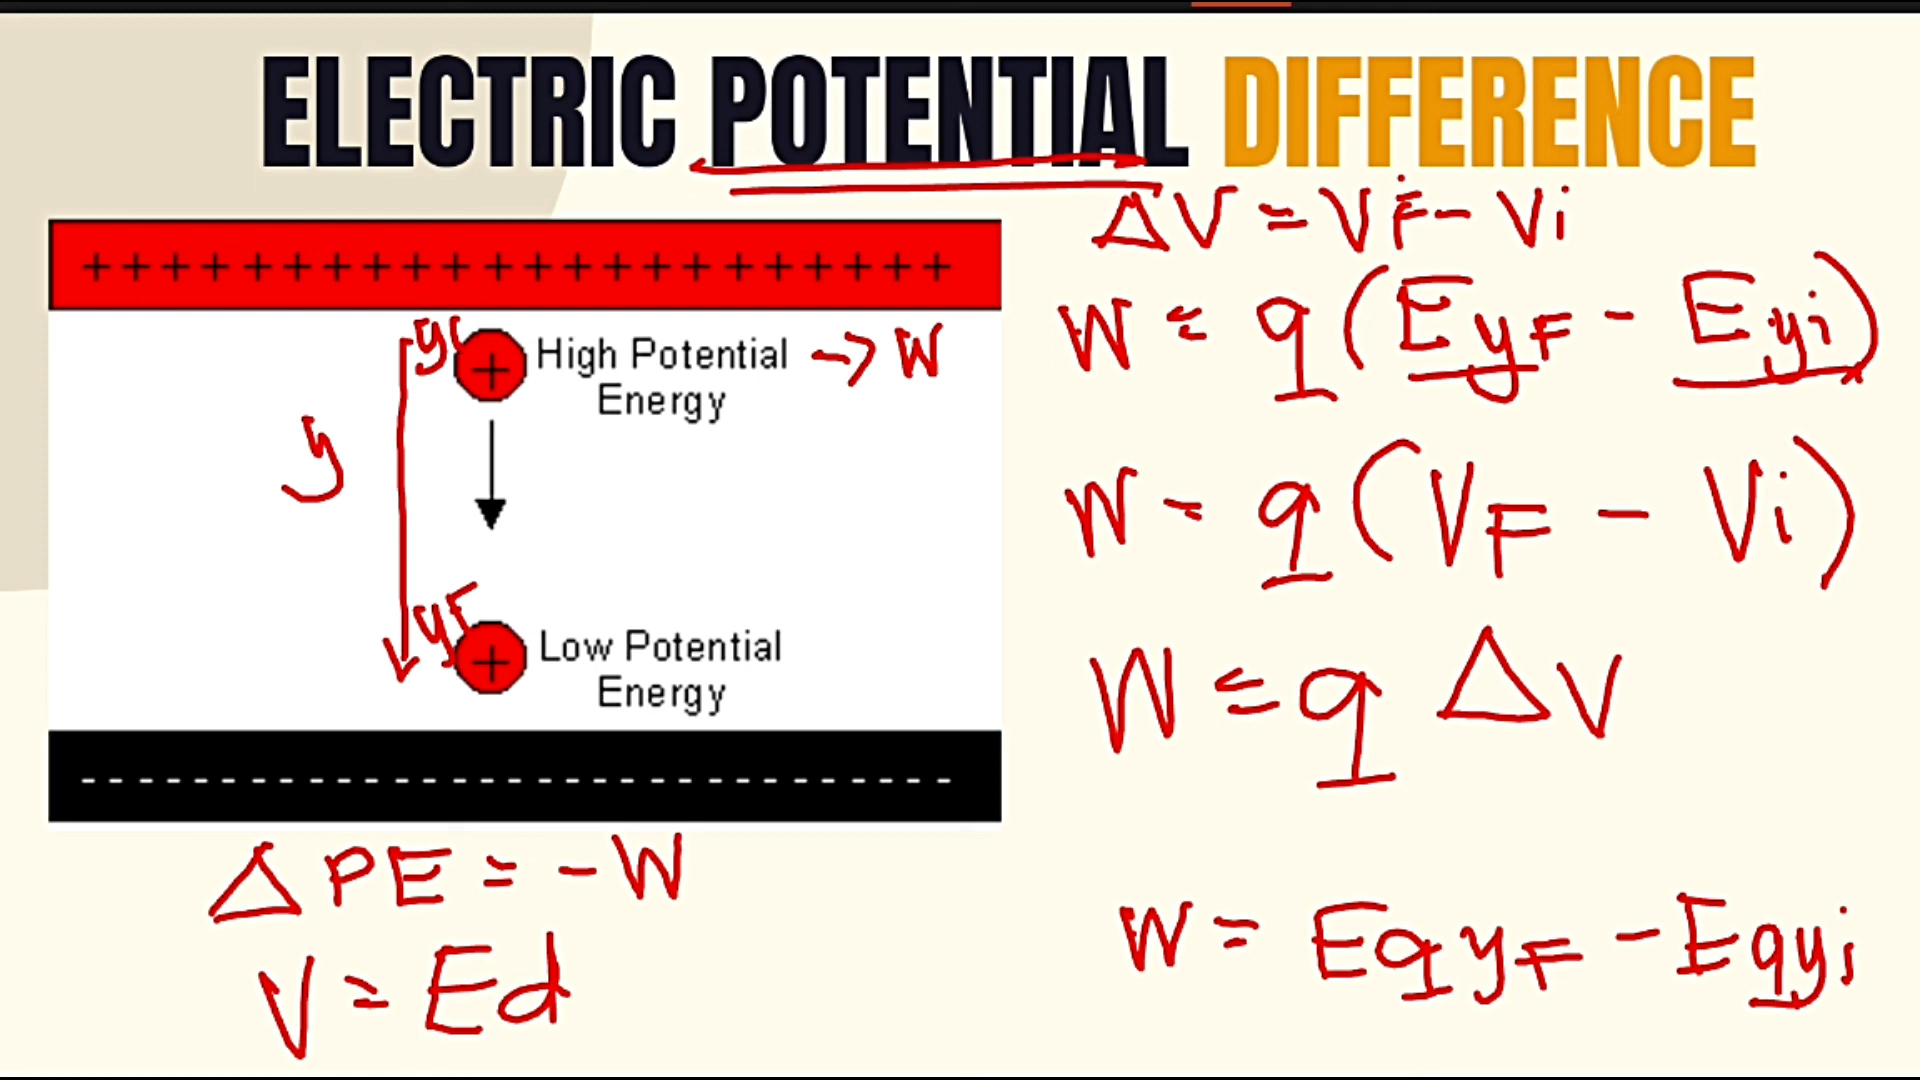 ELECTRIC POTENTIAL DIFFERENCE
ΔV = VF - Vi
+ + + + + + + + + + + + + + + + + + + + + +
W = q (EyF - Eyi)
yi
+
High Potential → W
Energy
y
W = q (VF - Vi)
yF
+
Low Potential
Energy
W = q ΔV
- - - - - - - - - - - - - - - - - - - - - - - - -
ΔPE = -W
W = EqyF - Eqyi
V = Ed